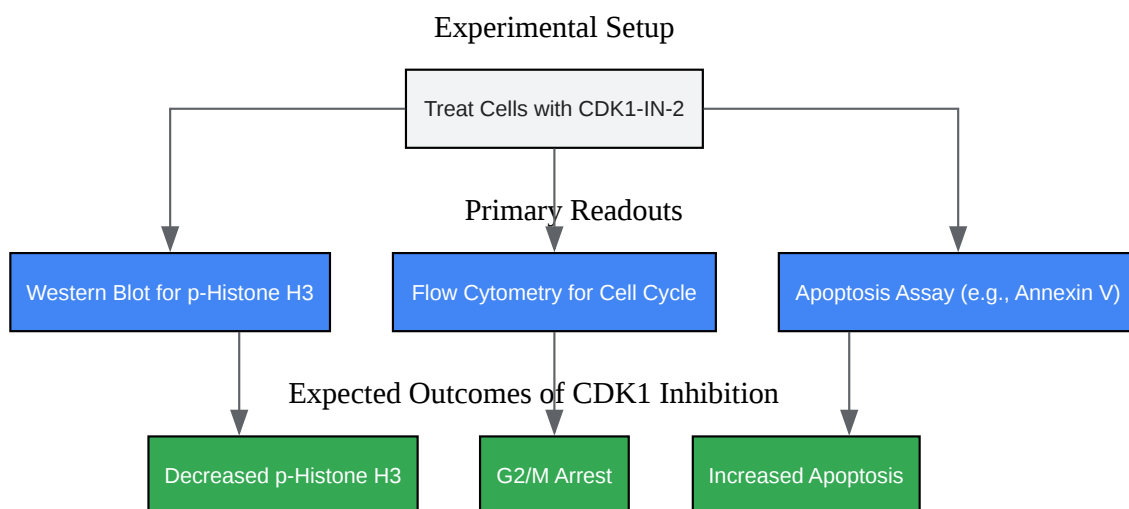 Experimental Setup
Treat Cells with CDK1-IN-2
Primary Readouts
Western Blot for p-Histone H3
Flow Cytometry for Cell Cycle
Apoptosis Assay (e.g., Annexin V)
Expected Outcomes of CDK1 Inhibition
Decreased p-Histone H3
G2/M Arrest
Increased Apoptosis